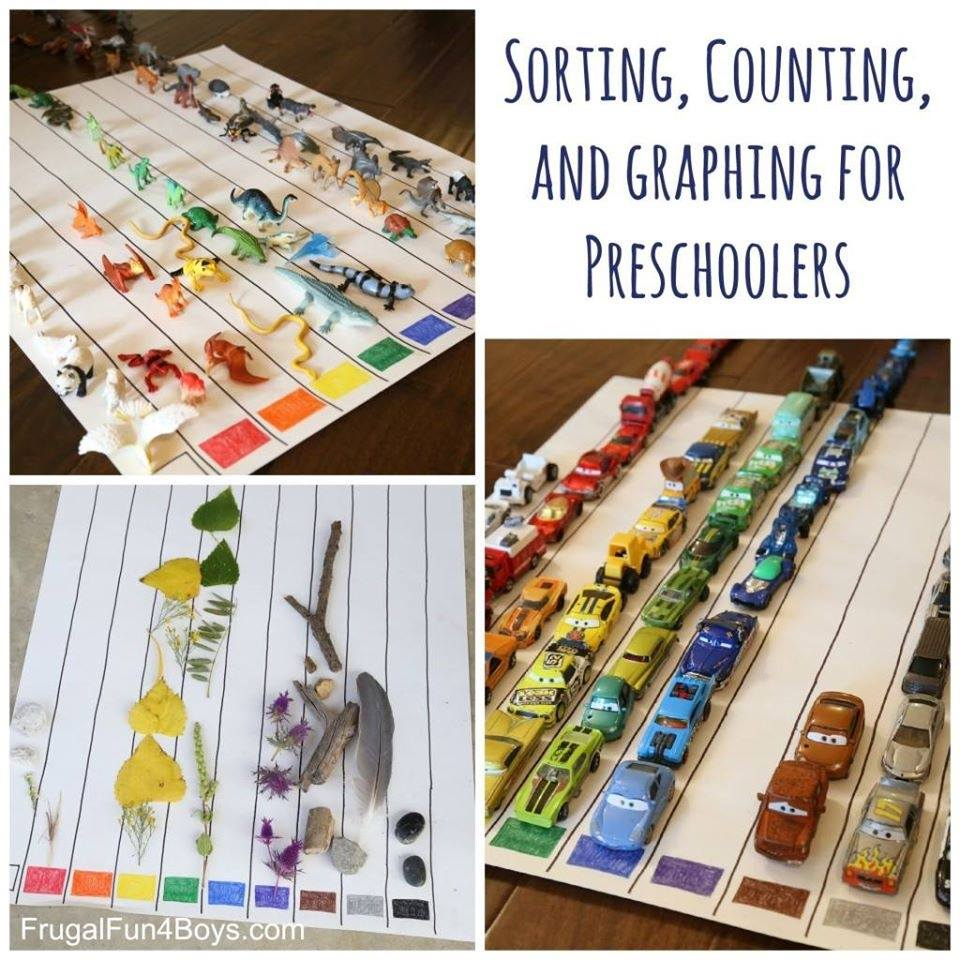 Sorting, Counting,
and graphing for
Preschoolers
FrugalFun4Boys.com